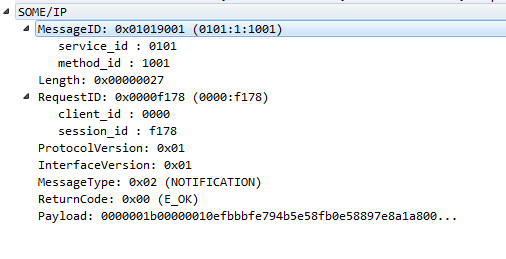 SOME/IP
MessageID: 0x01019001 (0101:1:1001)
service_id : 0101
method_id : 1001
Length: 0x00000027
RequestID: 0x0000f178 (0000:f178)
client_id : 0000
session_id : f178
ProtocolVersion: 0x01
InterfaceVersion: 0x01
MessageType: 0x02 (NOTIFICATION)
ReturnCode: 0x00 (E_OK)
Payload: 0000001b00000010efbbbfe794b5e58fb0e58897e8a1a800...